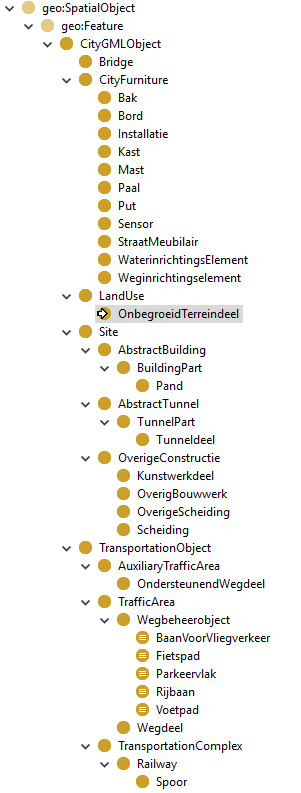 geo:SpatialObject
geo:Feature
CityGMLObject
Bridge
CityFurniture
Bak
Bord
Installatie
Kast
Mast
Paal
Put
Sensor
StraatMeubilair
WaterinrichtingsElement
Weginrichtingselement
LandUse
OnbegroeidTerreindeel
Site
AbstractBuilding
BuildingPart
Pand
AbstractTunnel
TunnelPart
Tunneldeel
OverigeConstructie
Kunstwerkdeel
OverigBouwwerk
OverigeScheiding
Scheiding
TransportationObject
AuxiliaryTrafficArea
OndersteunendWegdeel
TrafficArea
Wegbeheerobject
BaanVoorVliegverkeer
Fietspad
Parkeervlak
Rijbaan
Voetpad
Wegdeel
TransportationComplex
Railway
Spoor